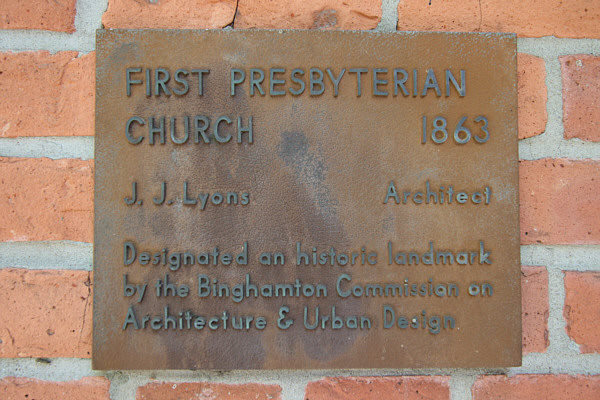 FIRST PRESBYTERIAN
CHURCH 1863
J. J. Lyons Architect
Designated an historic landmark
by the Binghamton Commission on
Architecture & Urban Design.